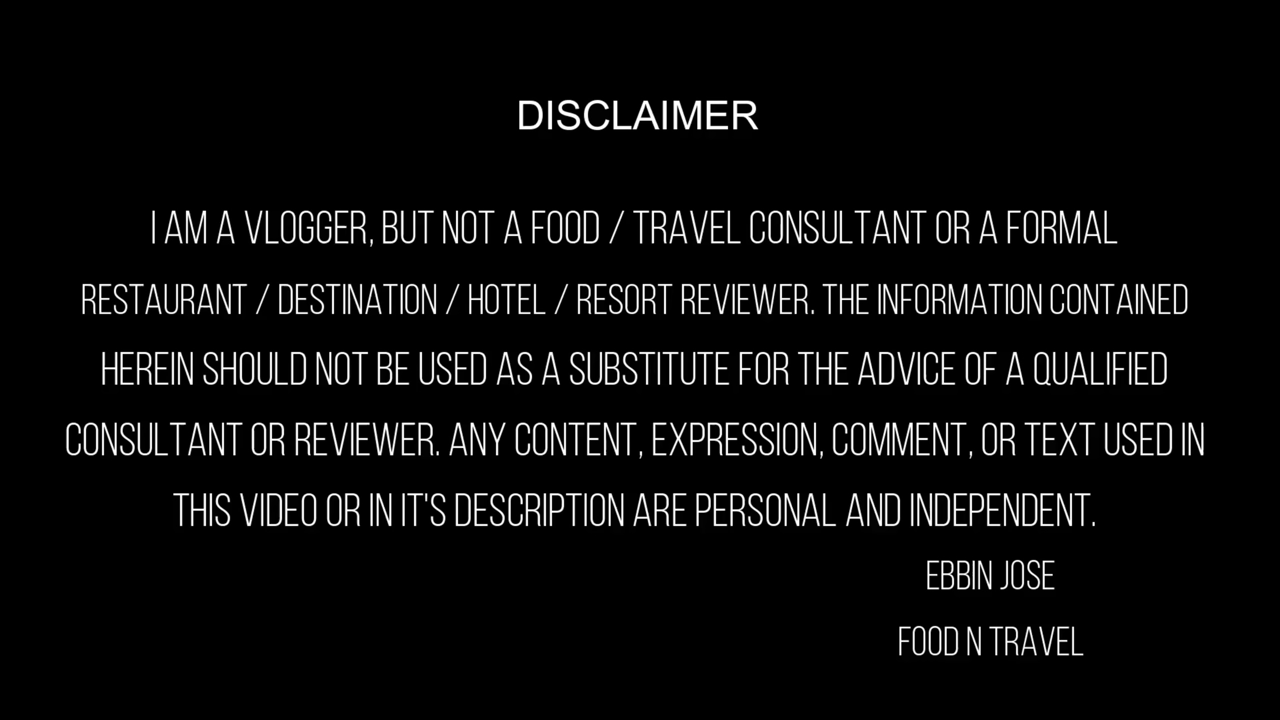 DISCLAIMER
I AM A VLOGGER, BUT NOT A FOOD / TRAVEL CONSULTANT OR A FORMAL
RESTAURANT / DESTINATION / HOTEL / RESORT REVIEWER. THE INFORMATION CONTAINED
HEREIN SHOULD NOT BE USED AS A SUBSTITUTE FOR THE ADVICE OF A QUALIFIED
CONSULTANT OR REVIEWER. ANY CONTENT, EXPRESSION, COMMENT, OR TEXT USED IN
THIS VIDEO OR IN IT'S DESCRIPTION ARE PERSONAL AND INDEPENDENT.
EBBIN JOSE
FOOD N TRAVEL